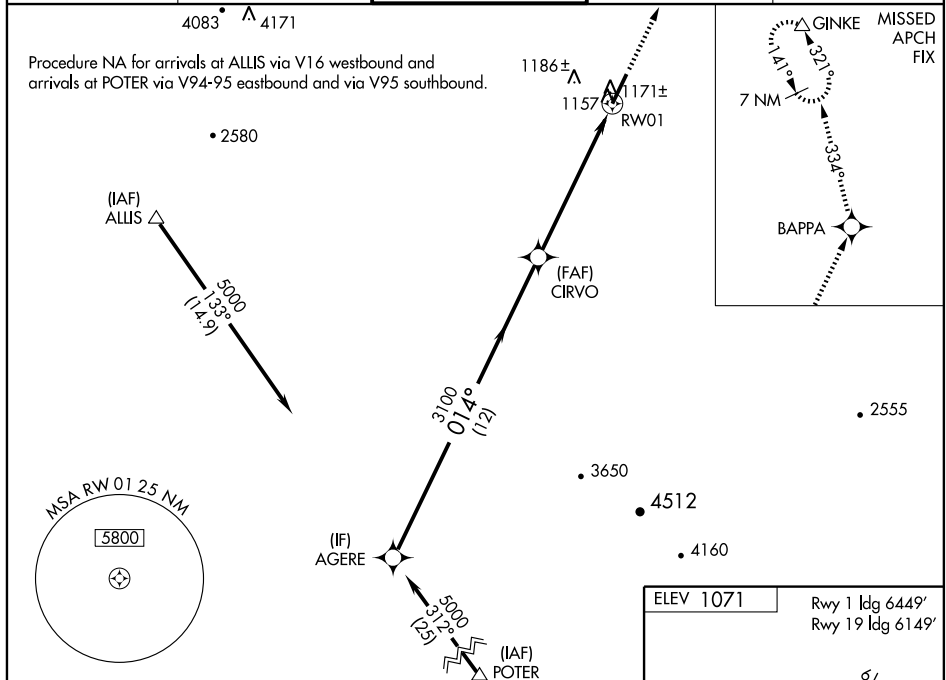 4083
4171
Procedure NA for arrivals at ALLIS via V16 westbound and
arrivals at POTER via V94-95 eastbound and via V95 southbound.
2580
1186±
1171±
1157
RW01
GINKE
MISSED
APCH
FIX
141°
321°
7 NM
334°
BAPPA
(IAF)
ALLIS
5000
133°
(14.9)
(FAF)
CIRVO
3100
014°
(12)
2555
3650
4512
4160
MSA RW 01 25 NM
5800
(IF)
AGERE
5000
312°
(25)
(IAF)
POTER
ELEV 1071
Rwy 1 ldg 6449'
Rwy 19 ldg 6149'